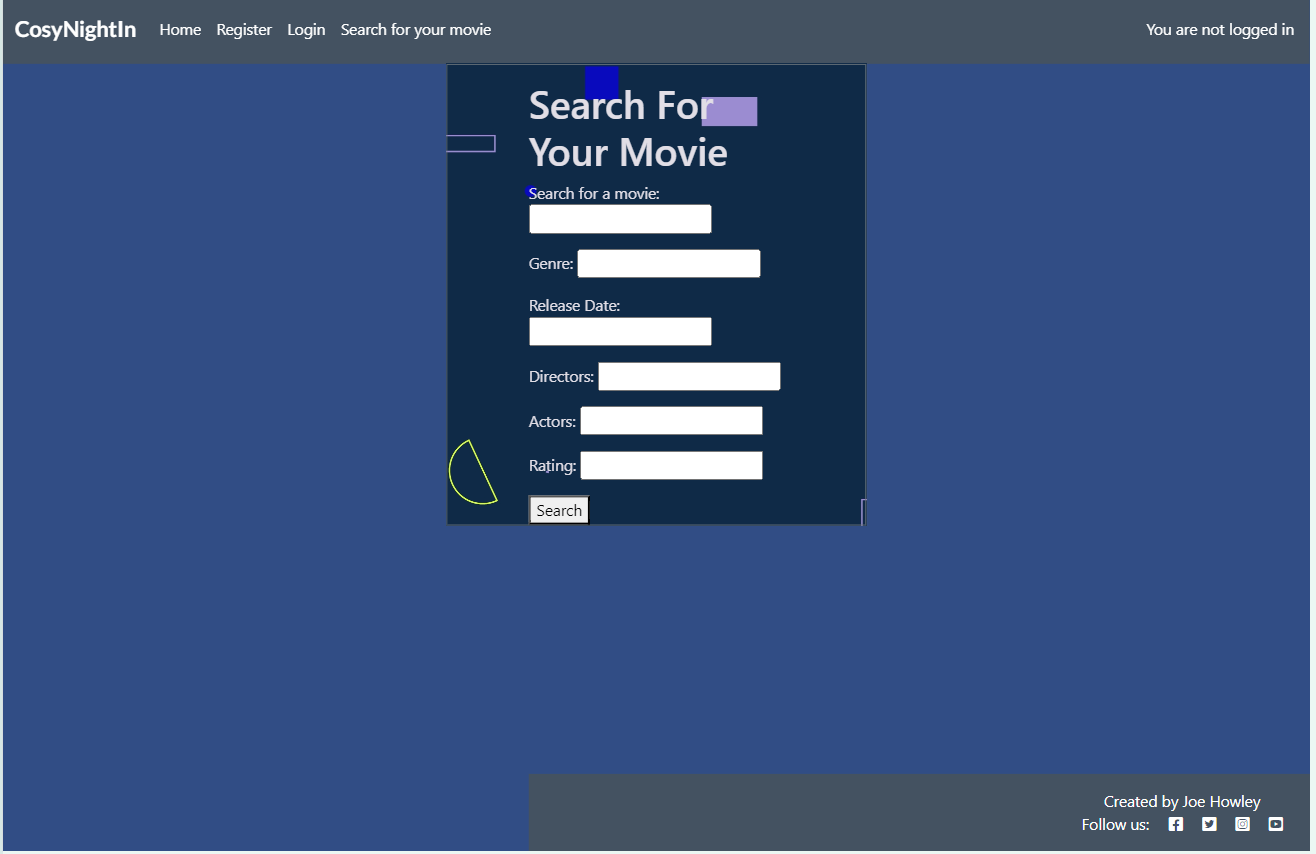 CosyNightIn Home Register Login Search for your movie You are not logged in
Search For
Your Movie
Search for a movie:
Genre:
Release Date:
Directors:
Actors:
Rating:
Search
Created by Joe Howley
Follow us: